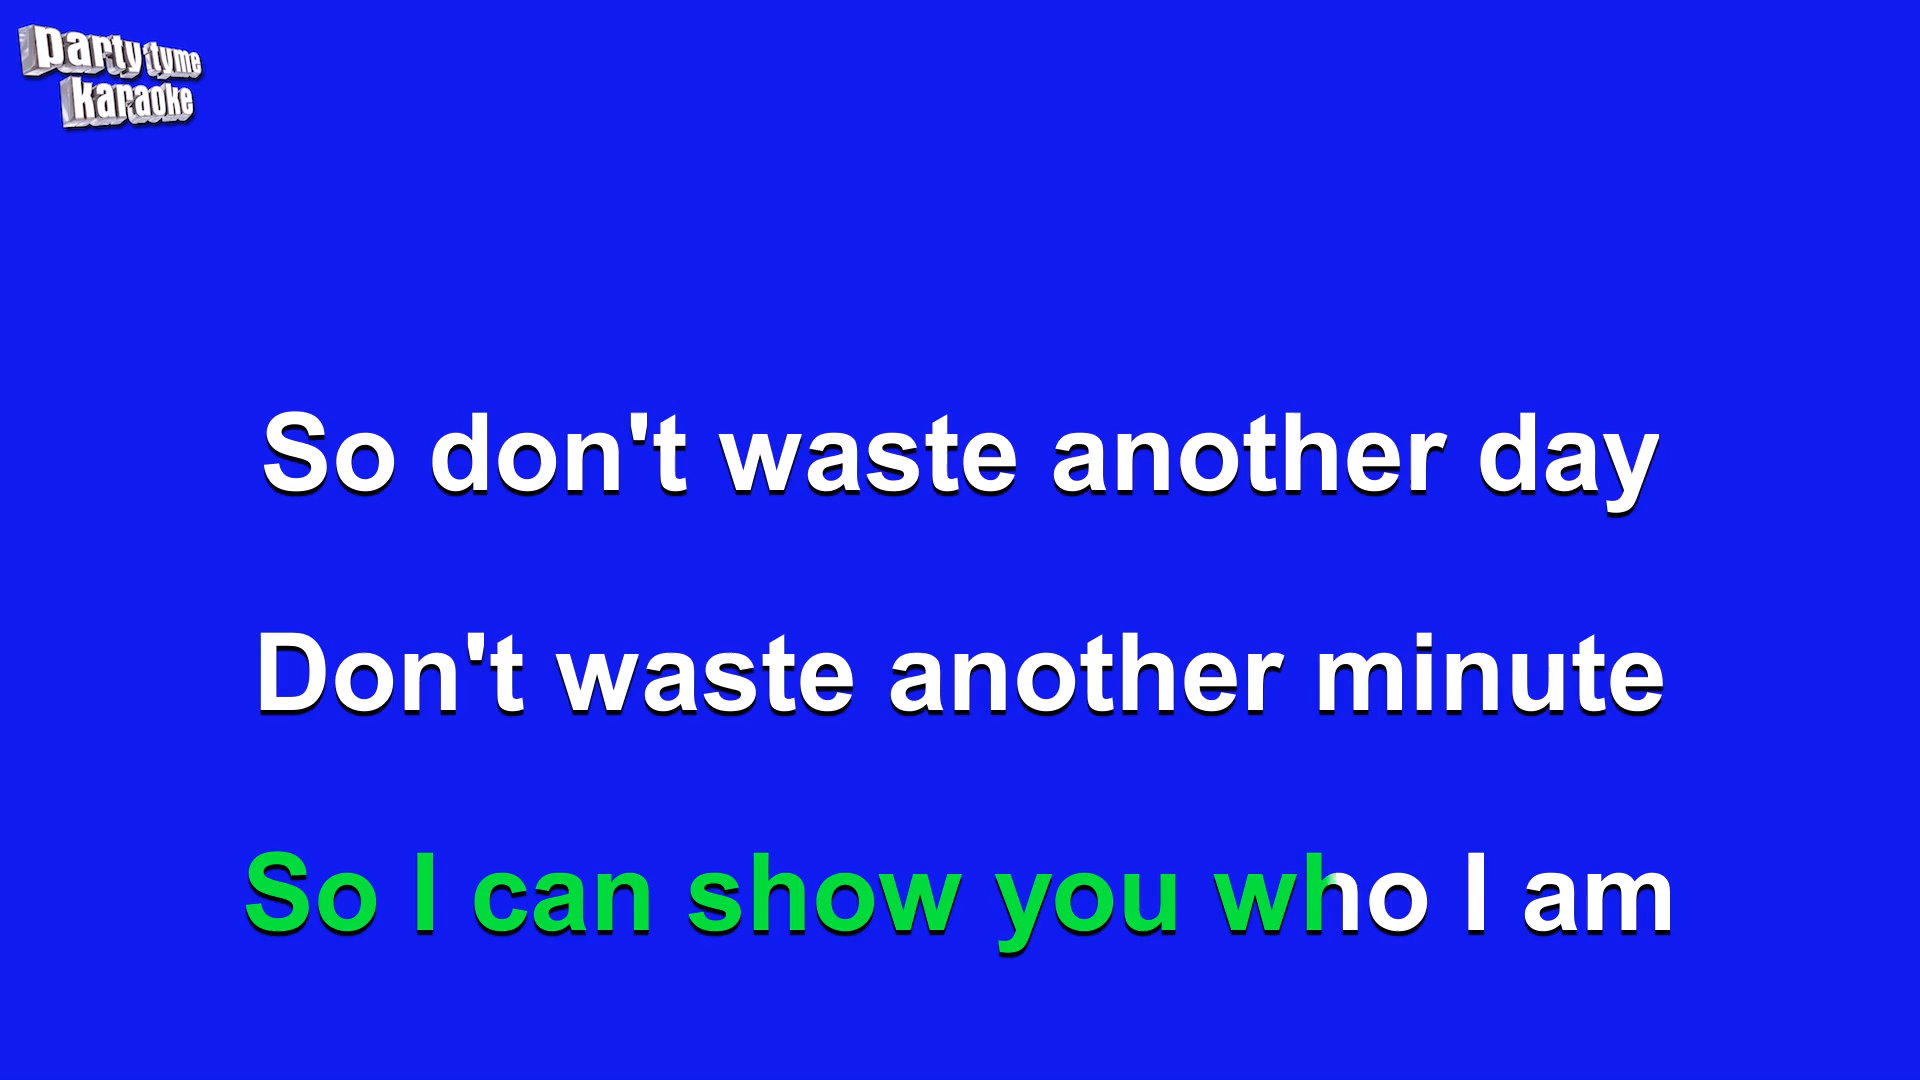 party tyme
karaoke
So don't waste another day
Don't waste another minute
So I can show you who I am